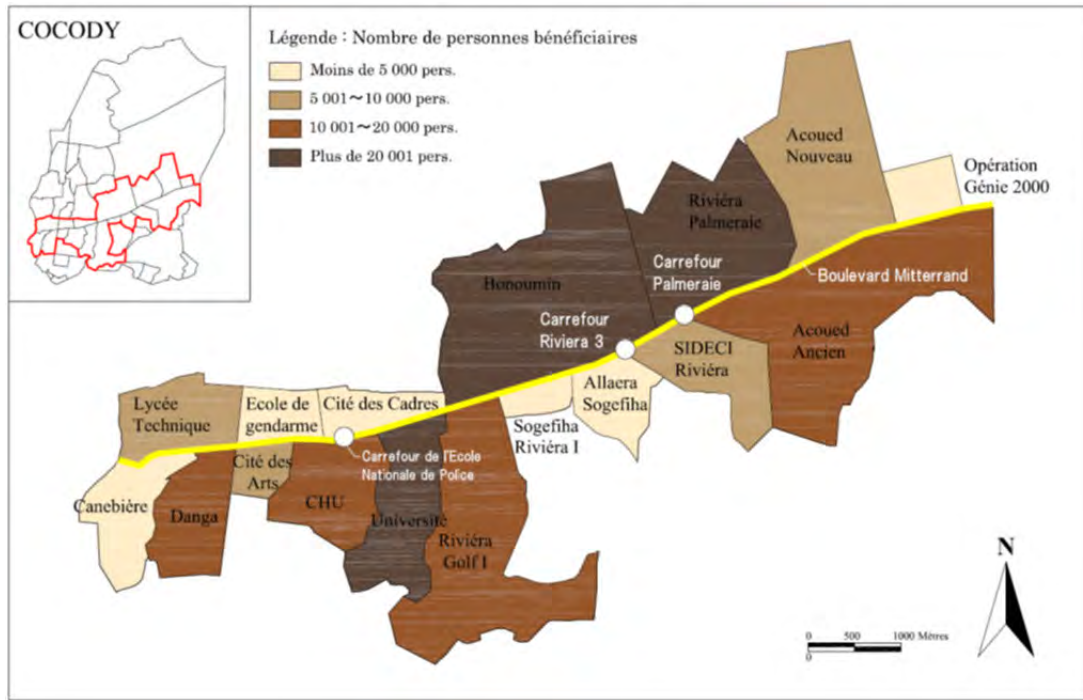 COCODY
Légende : Nombre de personnes bénéficiaires
Moins de 5 000 pers.
5 001～10 000 pers.
10 001～20 000 pers.
Plus de 20 001 pers.
Acoued
Nouveau
Opération
Génie 2000
Riviéra
Palmeraie
Carrefour
Palmeraie
Boulevard Mitterrand
Honoumin
Carrefour
Riviera 3
SIDECI
Riviéra
Acoued
Ancien
Allaera
Sogefiha
Sogefiha
Riviéra I
Lycée
Technique
Ecole de
gendarme
Cité des Cadres
Carrefour de l'Ecole
Nationale de Police
Cité des
Arts
Canebière
Danga
CHU
Université
Riviéra
Golf I
N
0 500 1000 Mètres
0